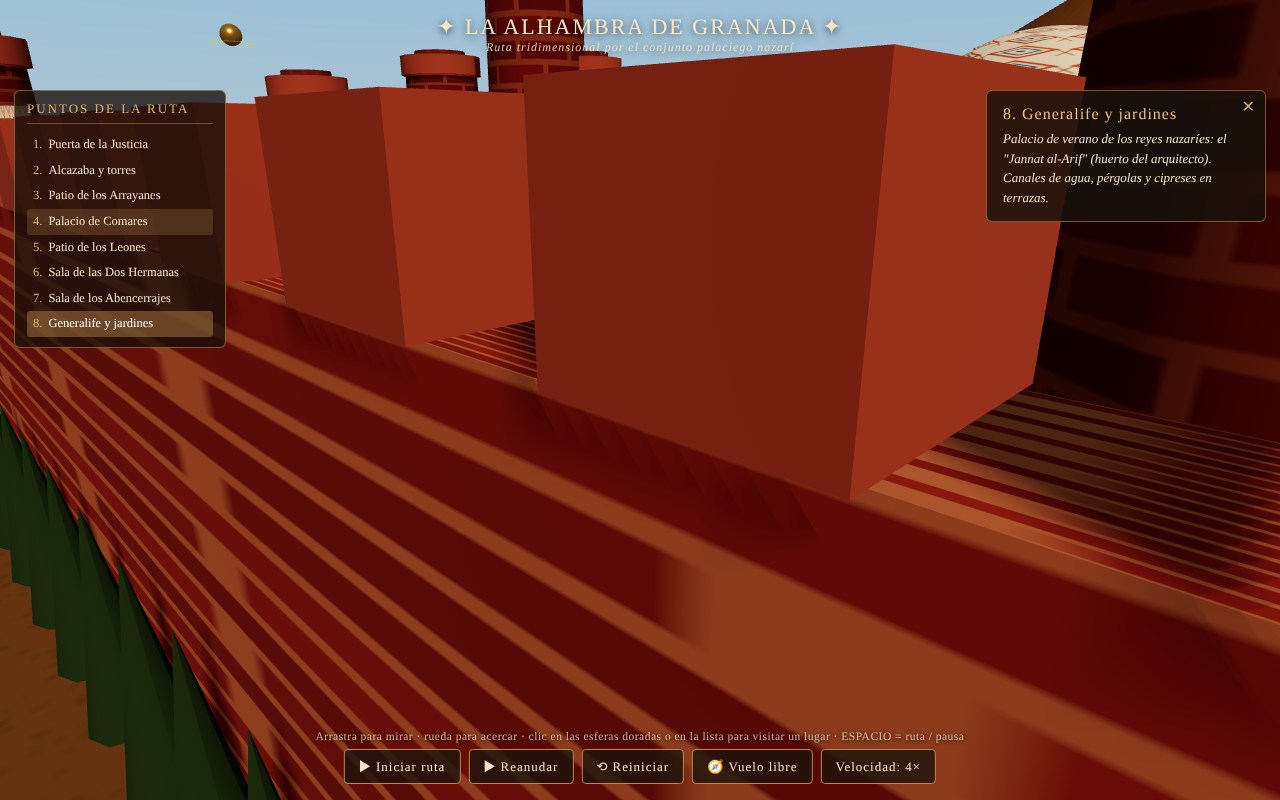 ✦ LA ALHAMBRA DE GRANADA ✦
Ruta tridimensional por el conjunto palaciego nazarí
PUNTOS DE LA RUTA
1. Puerta de la Justicia
2. Alcazaba y torres
3. Patio de los Arrayanes
4. Palacio de Comares
5. Patio de los Leones
6. Sala de las Dos Hermanas
7. Sala de los Abencerrajes
8. Generalife y jardines
8. Generalife y jardines ✕
Palacio de verano de los reyes nazaríes: el
"Jannat al-Arif" (huerto del arquitecto).
Canales de agua, pérgolas y cipreses en
terrazas.
Arrastra para mirar · rueda para acercar · clic en las esferas doradas o en la lista para visitar un lugar · ESPACIO = ruta / pausa
▶ Iniciar ruta
▶ Reanudar
⟲ Reiniciar
🧭 Vuelo libre
Velocidad: 4×